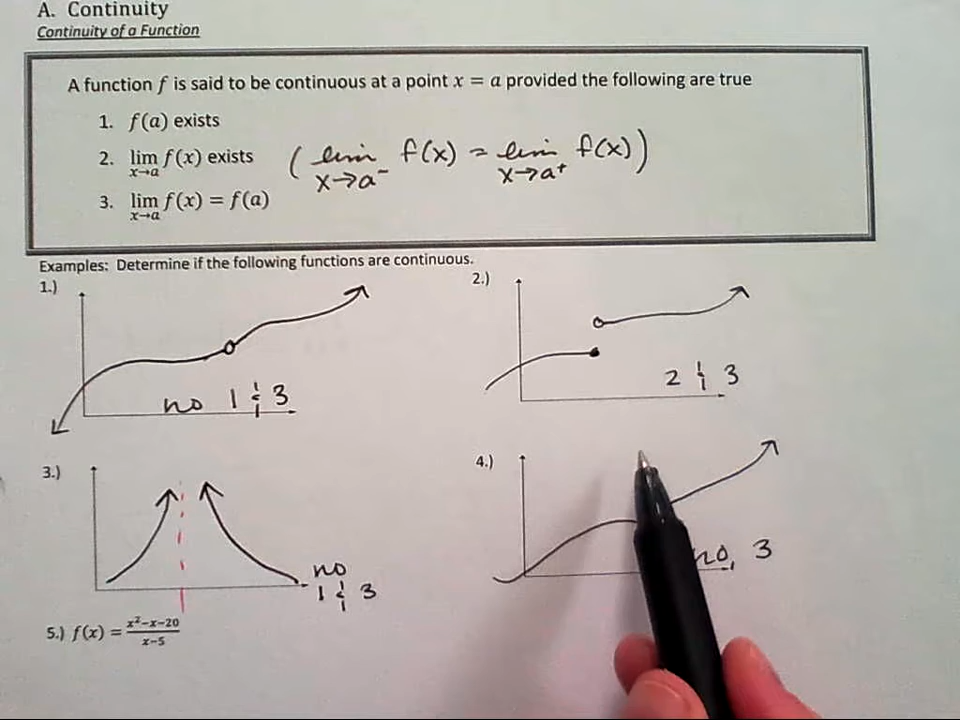 A. Continuity
Continuity of a Function
A function f is said to be continuous at a point x = a provided the following are true
1. f(a) exists
2. lim f(x) exists (lim f(x) = lim f(x))
x→a x→a⁻ x→a⁺
3. lim f(x) = f(a)
x→a
Examples: Determine if the following functions are continuous.
1.)
no 1 & 3
2.)
2 & 3
3.)
no
1 & 3
4.)
no, 3
5.) f(x) = x²-x-20
x-5